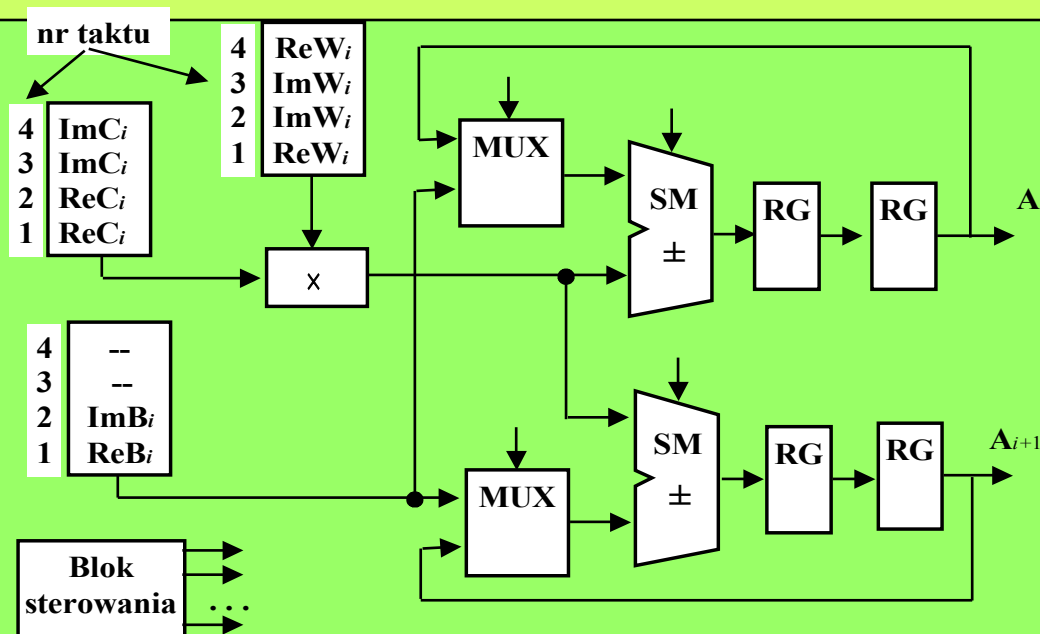 nr taktu
4 ReWi
3 ImWi
2 ImWi
1 ReWi
4 ImCi
3 ImCi
2 ReCi
1 ReCi
x
MUX
SM
±
RG
RG
A
4 --
3 --
2 ImBi
1 ReBi
MUX
SM
±
RG
RG
Ai+1
Blok
sterowania
...